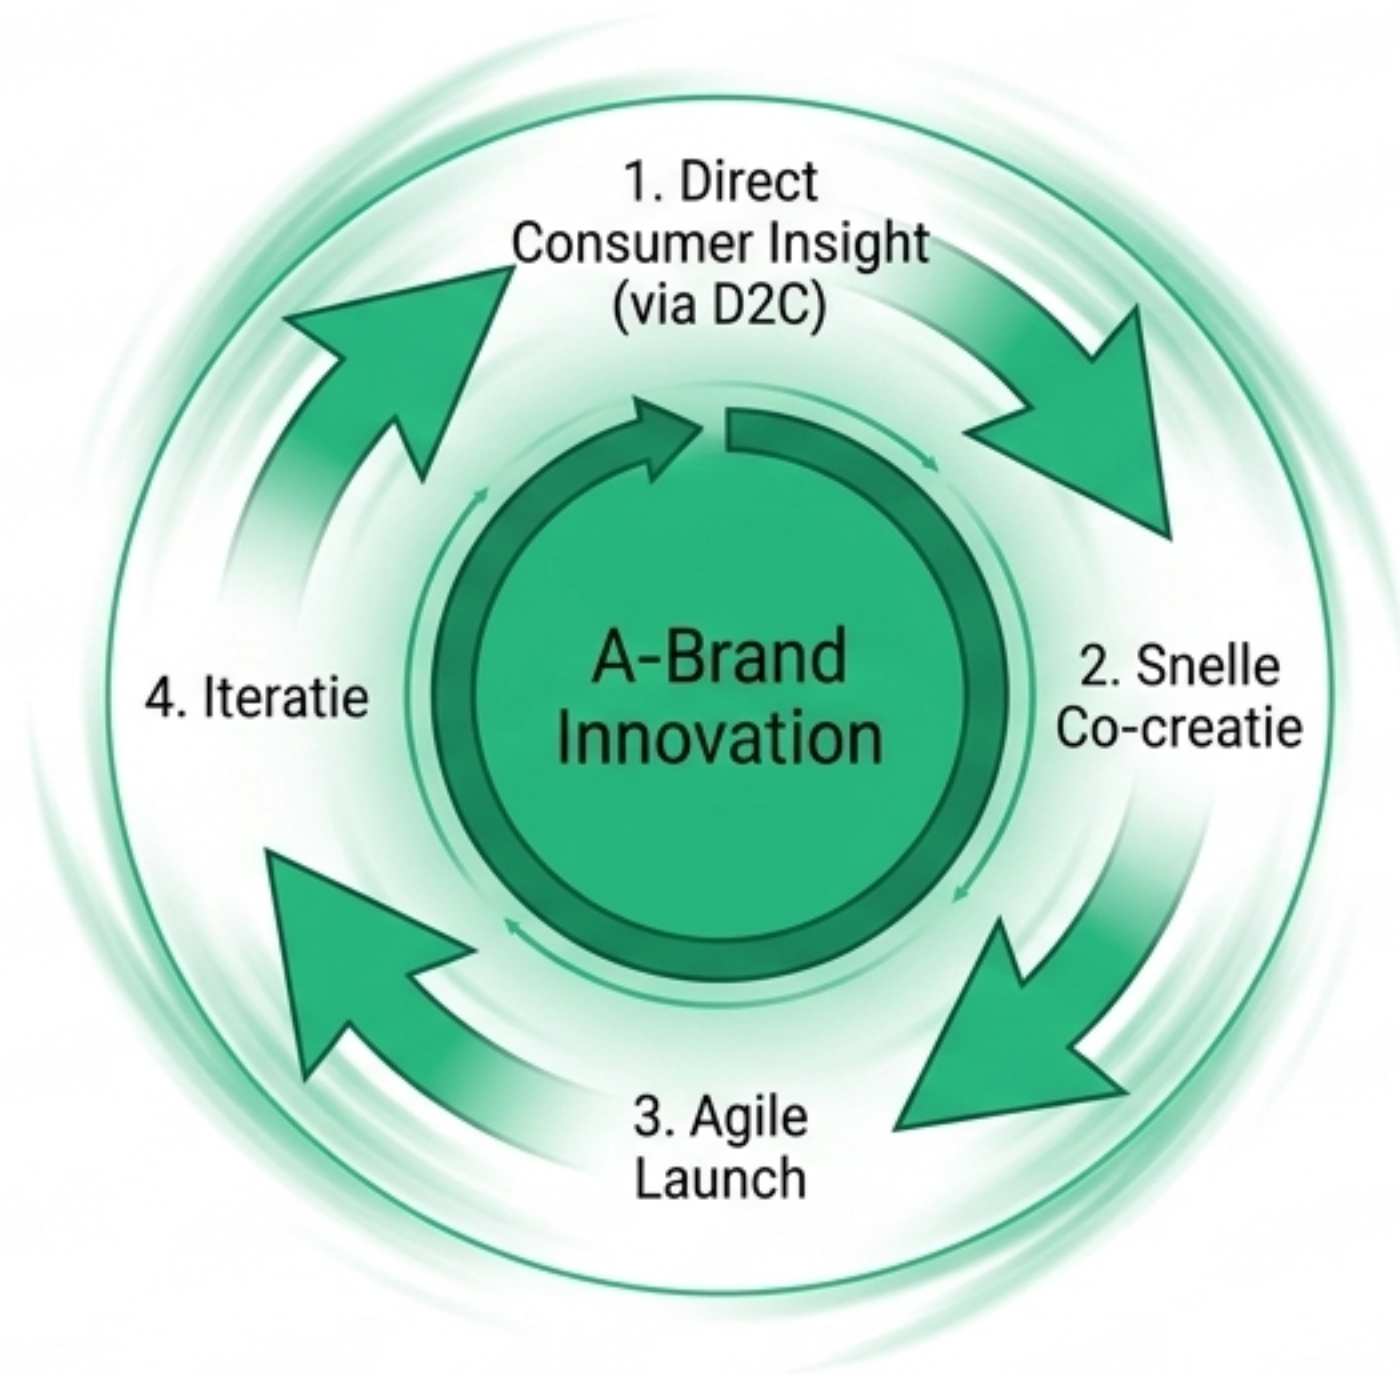 1. Direct
Consumer Insight
(via D2C)
2. Snelle
Co-creatie
3. Agile
Launch
4. Iteratie
A-Brand
Innovation